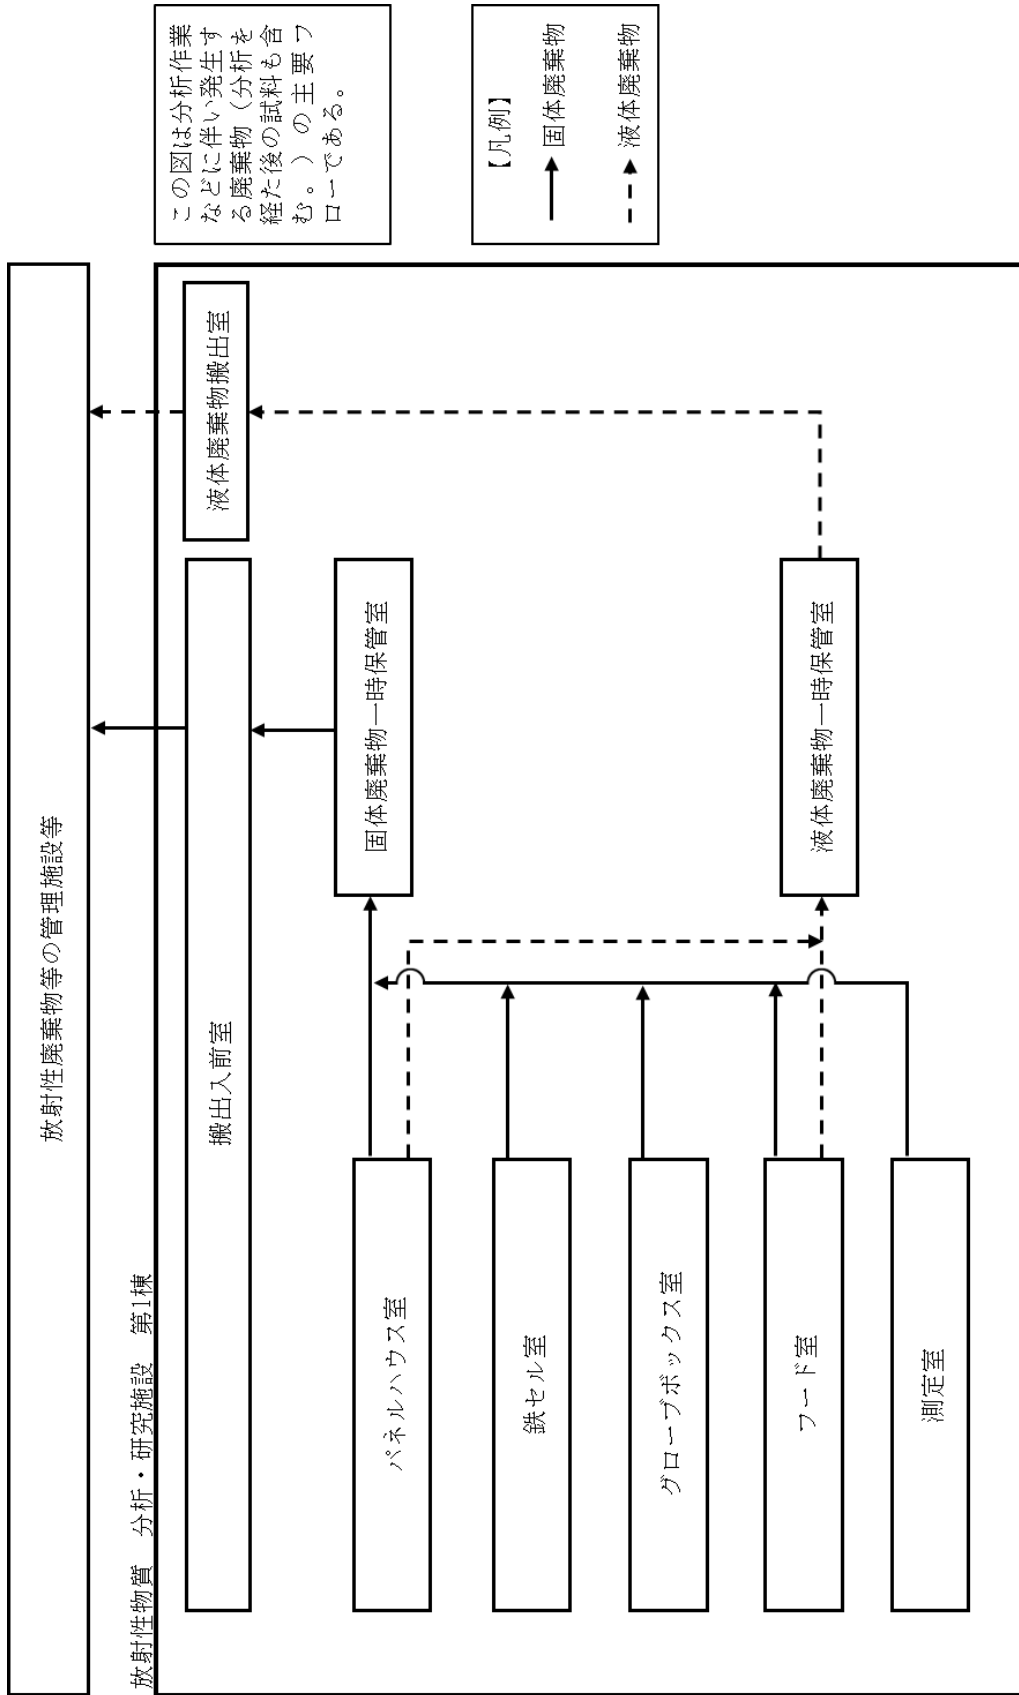 放射性廃棄物等の管理施設等
放射性物質　分析・研究施設　第1棟
搬出入前室
液体廃棄物搬出室
パネルハウス室
固体廃棄物一時保管室
鉄セル室
グローブボックス室
フード室
液体廃棄物一時保管室
測定室
この図は分析作業
などに伴い発生す
る廃棄物（分析を
経た後の試料も含
む。）の主要フ
ローである。
【凡例】
固体廃棄物
液体廃棄物